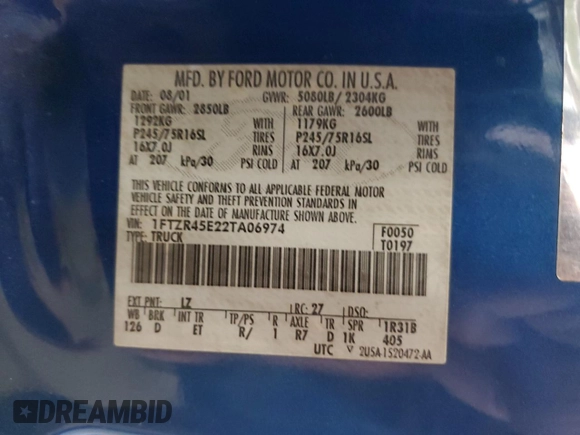 MFD. BY FORD MOTOR CO. IN U.S.A.
DATE: 08/01 GVWR: 5080LB/ 2304KG
FRONT GAWR: 2850LB REAR GAWR: 2600LB
1292KG WITH 1179KG WITH
P245/75R16SL TIRES P245/75R16SL TIRES
16X7.0J RIMS 16X7.0J RIMS
AT 207 kPa/30 PSI COLD AT 207 kPa/30 PSI COLD
THIS VEHICLE CONFORMS TO ALL APPLICABLE FEDERAL MOTOR
VEHICLE SAFETY AND THEFT PREVENTION STANDARDS IN
EFFECT ON THE DATE OF MANUFACTURE SHOWN ABOVE.
VIN: 1FTZR45E22TA06974 F0050
TYPE: TRUCK T0197
EXT PNT: LZ RC: 27 DSO:
WB BRK INT TR TP/PS R AXLE TR SPR 1R31B
126 D ET R/ 1 R7 D 1K 405
UTC 2U5A-1520472-AA
DREAMBID